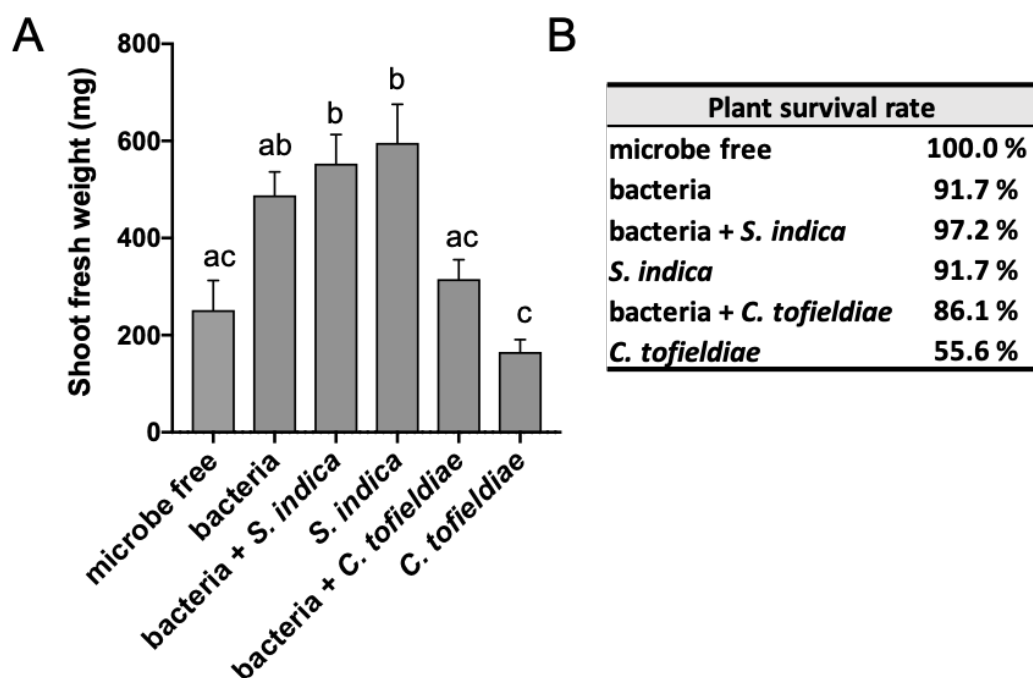 A
Shoot fresh weight (mg)
800
600
400
200
0
ac
ab
b
b
ac
c
microbe free
bacteria
bacteria + S. indica
S. indica
bacteria + C. tofieldiae
C. tofieldiae
B
Plant survival rate
microbe free 100.0 %
bacteria 91.7 %
bacteria + S. indica 97.2 %
S. indica 91.7 %
bacteria + C. tofieldiae 86.1 %
C. tofieldiae 55.6 %